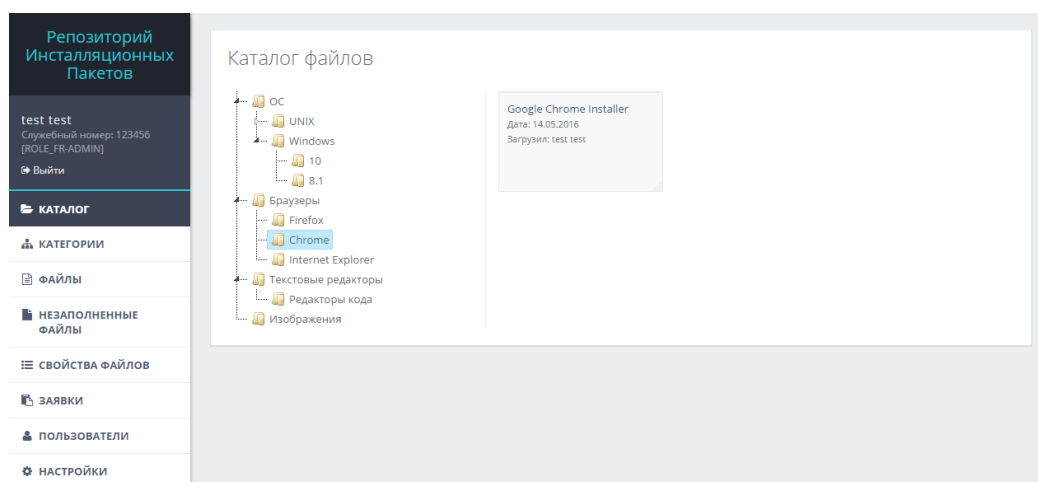 Репозиторий
Инсталляционных
Пакетов
test test
Служебный номер: 123456
[ROLE_FR-ADMIN]
Выйти
КАТАЛОГ
КАТЕГОРИИ
ФАЙЛЫ
НЕЗАПОЛНЕННЫЕ
ФАЙЛЫ
СВОЙСТВА ФАЙЛОВ
ЗАЯВКИ
ПОЛЬЗОВАТЕЛИ
НАСТРОЙКИ
Каталог файлов
ОС
UNIX
Windows
10
8.1
Браузеры
Firefox
Chrome
Internet Explorer
Текстовые редакторы
Редакторы кода
Изображения
Google Chrome Installer
Дата: 14.05.2016
Загрузил: test test